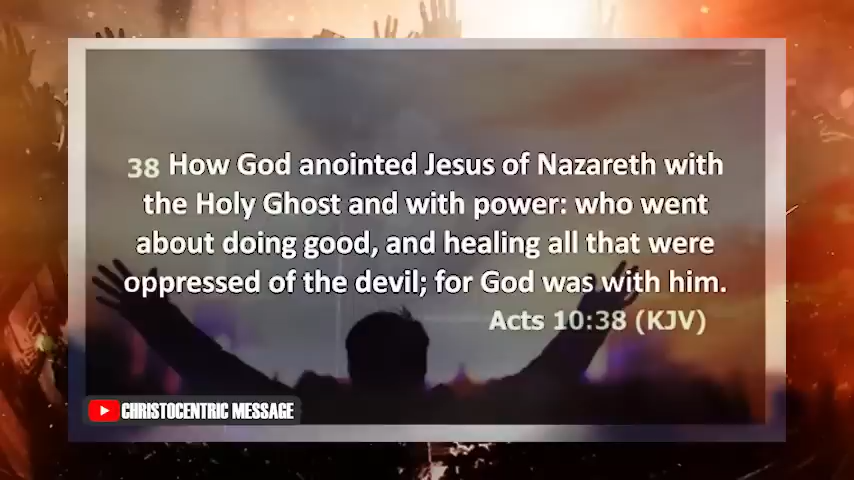 38 How God anointed Jesus of Nazareth with
the Holy Ghost and with power: who went
about doing good, and healing all that were
oppressed of the devil; for God was with him.
Acts 10:38 (KJV)
CHRISTOCENTRIC MESSAGE